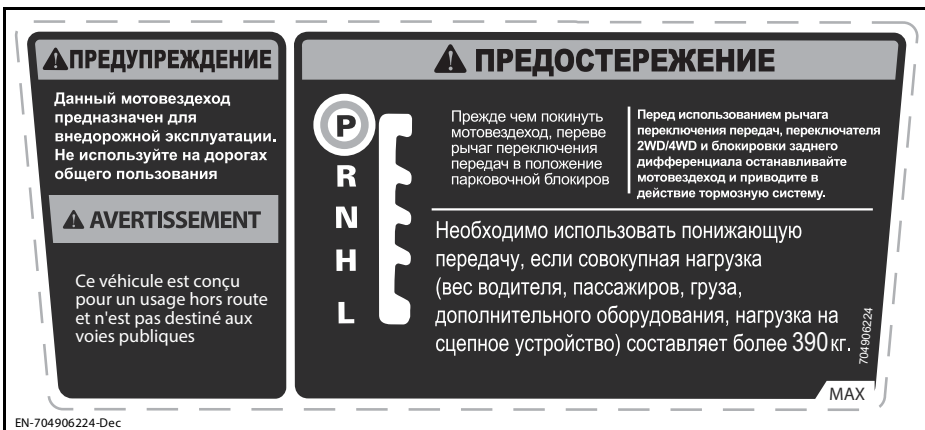 ПРЕДУПРЕЖДЕНИЕ
Данный мотовездеход
предназначен для
внедорожной эксплуатации.
Не используйте на дорогах
общего пользования
AVERTISSEMENT
Ce véhicule est conçu
pour un usage hors route
et n'est pas destiné aux
voies publiques
ПРЕДОСТЕРЕЖЕНИЕ
P
R
N
H
L
Прежде чем покинуть
мотовездеход, переве
рычаг переключения
передач в положение
парковочной блокиров
Перед использованием рычага
переключения передач, переключателя
2WD/4WD и блокировки заднего
дифференциала останавливайте
мотовездеход и приводите в
действие тормозную систему.
Необходимо использовать понижающую
передачу, если совокупная нагрузка
(вес водителя, пассажиров, груза,
дополнительного оборудования, нагрузка на
сцепное устройство) составляет более 390 кг.
704906224
MAX
EN-704906224-Dec